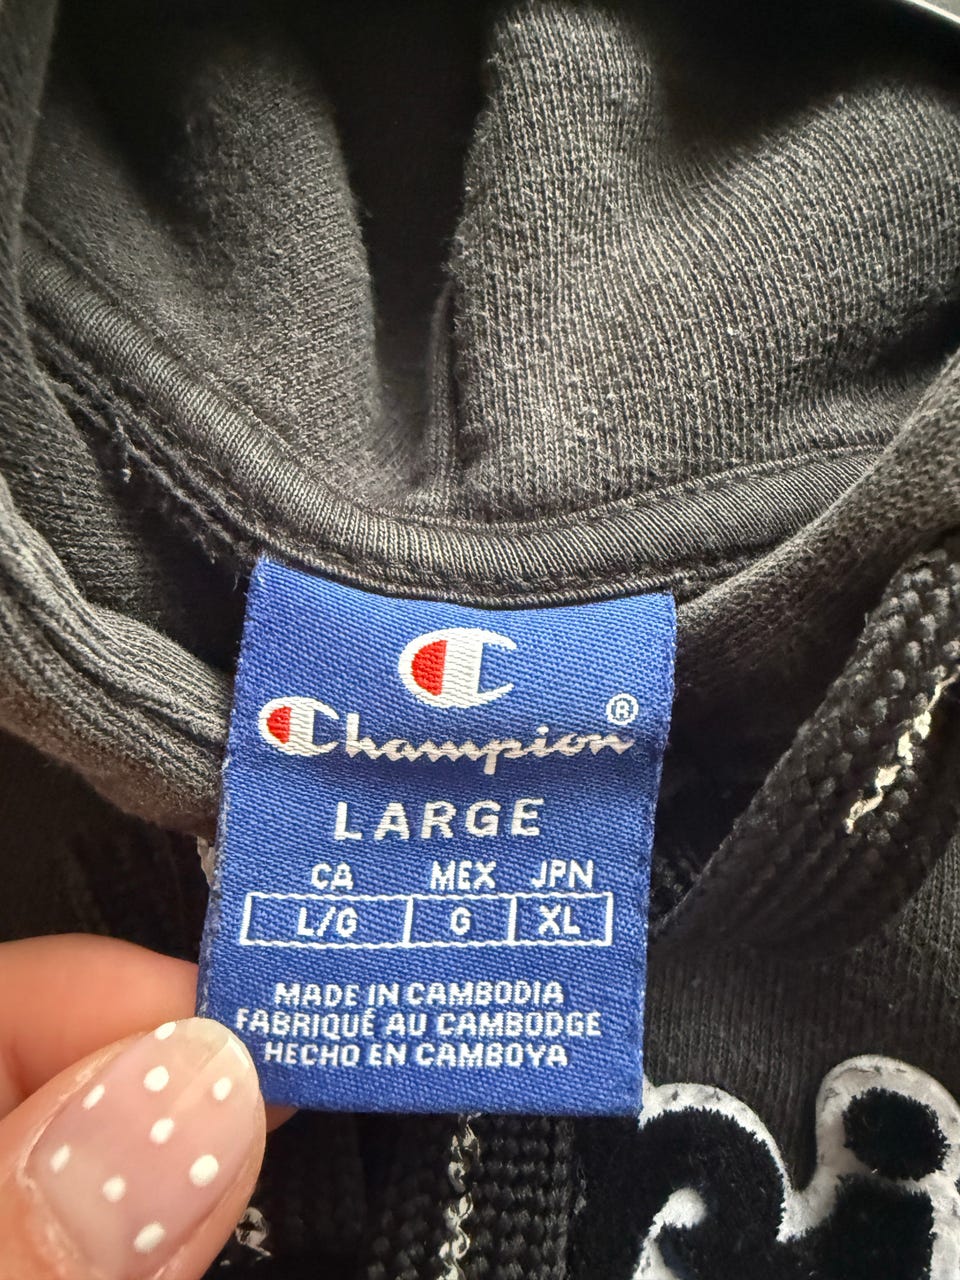 Champion®
LARGE
CA MEX JPN
L/G G XL
MADE IN CAMBODIA
FABRIQUÉ AU CAMBODGE
HECHO EN CAMBOYA